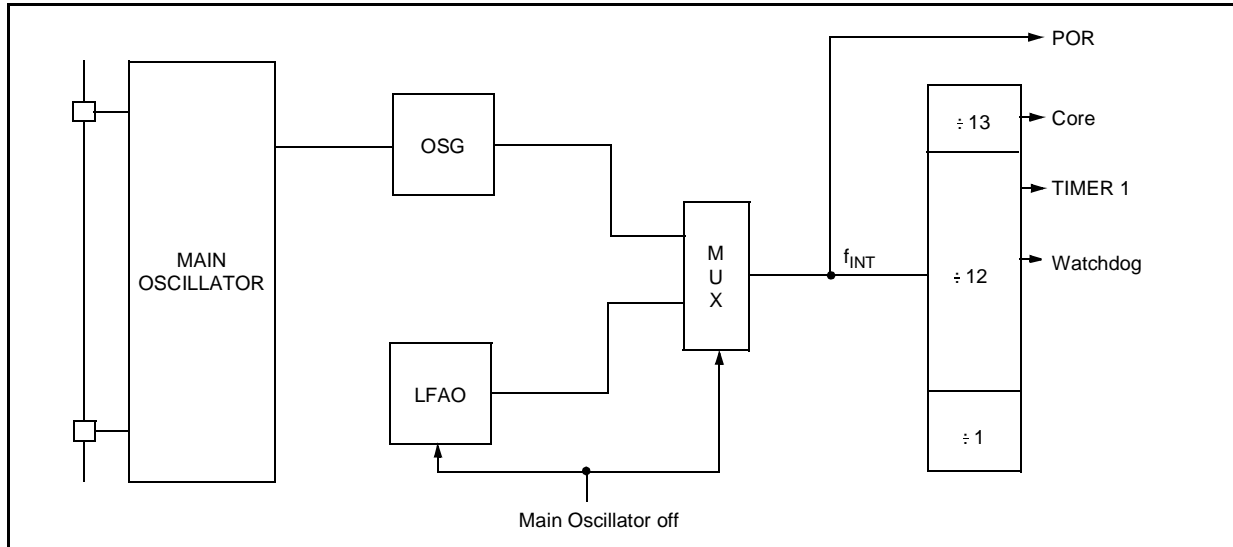 POR
÷ 13
Core
OSG
TIMER 1
MAIN
OSCILLATOR
M
U
X
fINT
÷ 12
Watchdog
LFAO
÷ 1
Main Oscillator off